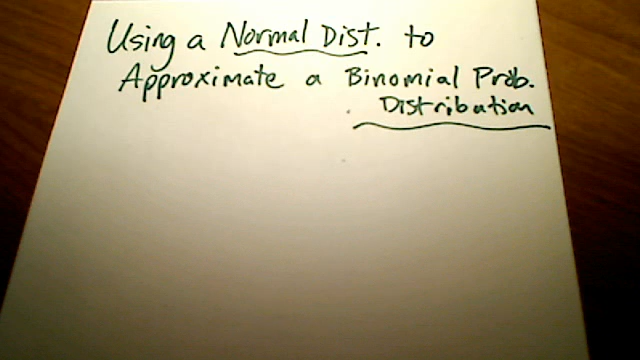 Using a Normal Dist. to
Approximate a Binomial Prob.
Distribution